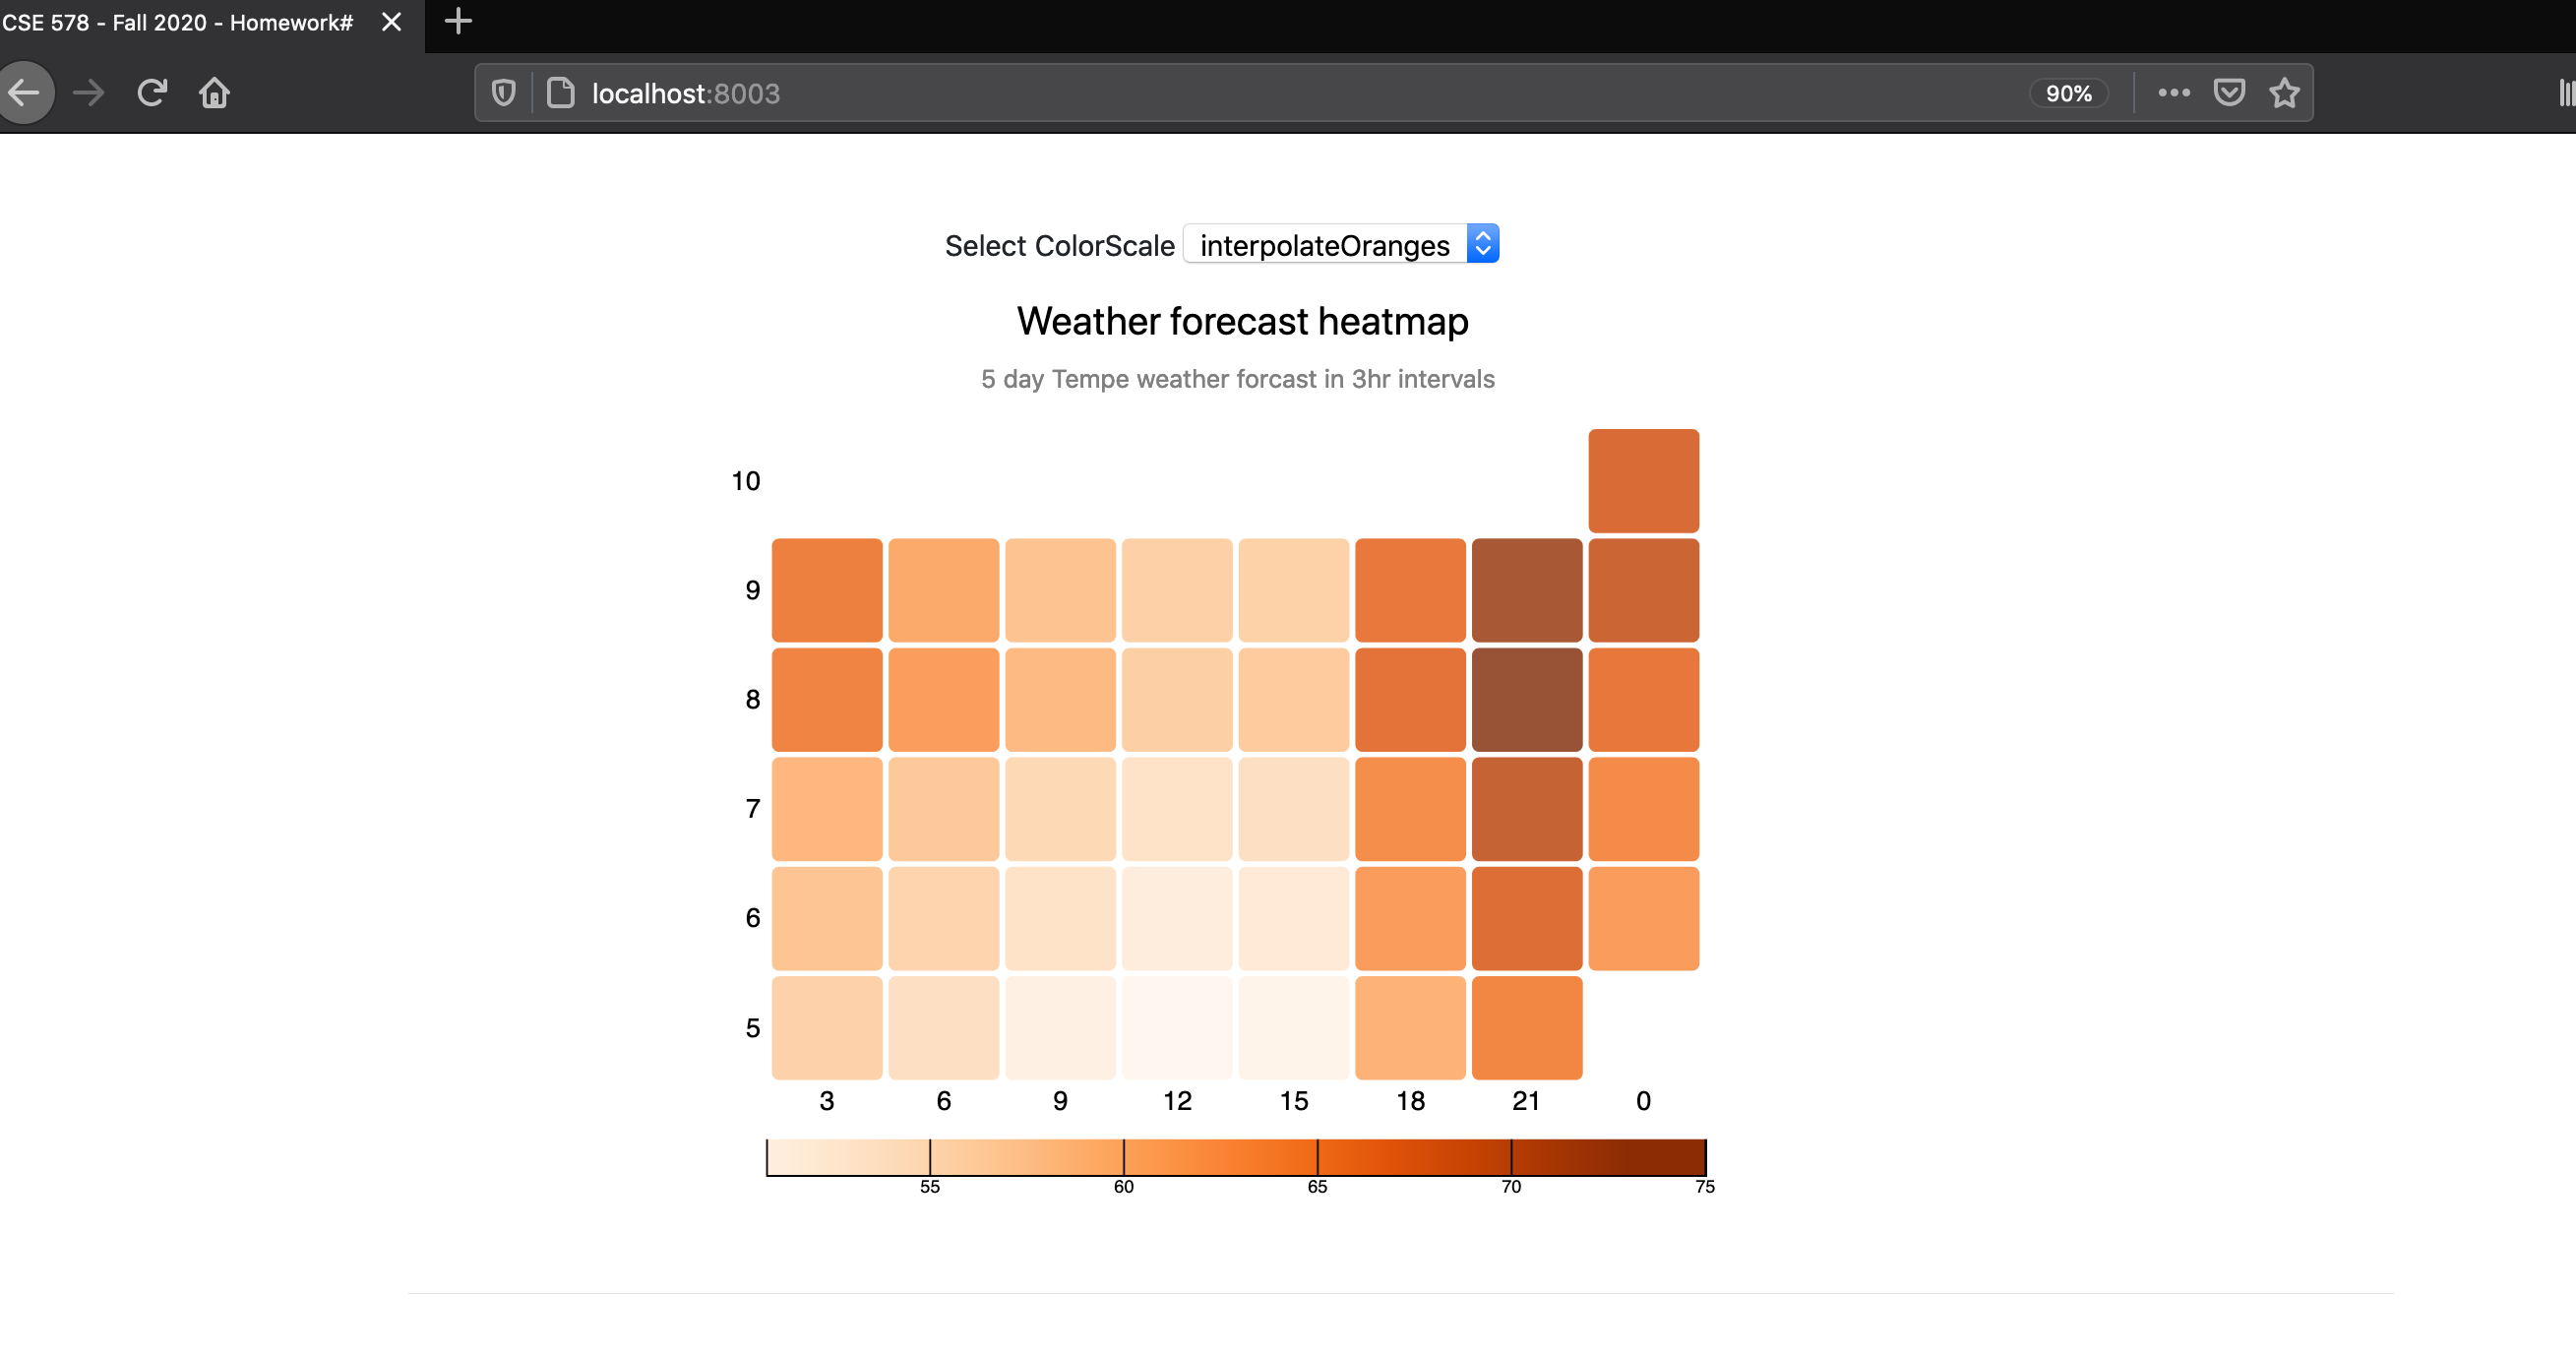 CSE 578 - Fall 2020 - Homework#
localhost:8003
90%
Select ColorScale interpolateOranges
Weather forecast heatmap
5 day Tempe weather forcast in 3hr intervals
10
9
8
7
6
5
3 6 9 12 15 18 21 0
55 60 65 70 75